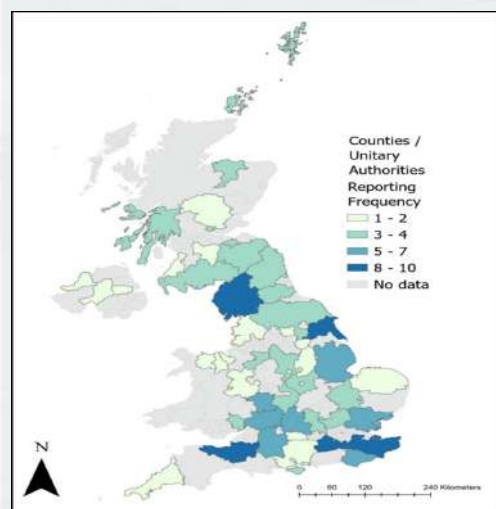 Counties /
Unitary
Authorities
Reporting
Frequency
1 - 2
3 - 4
5 - 7
8 - 10
No data
N
0 60 120 240 Kilometers